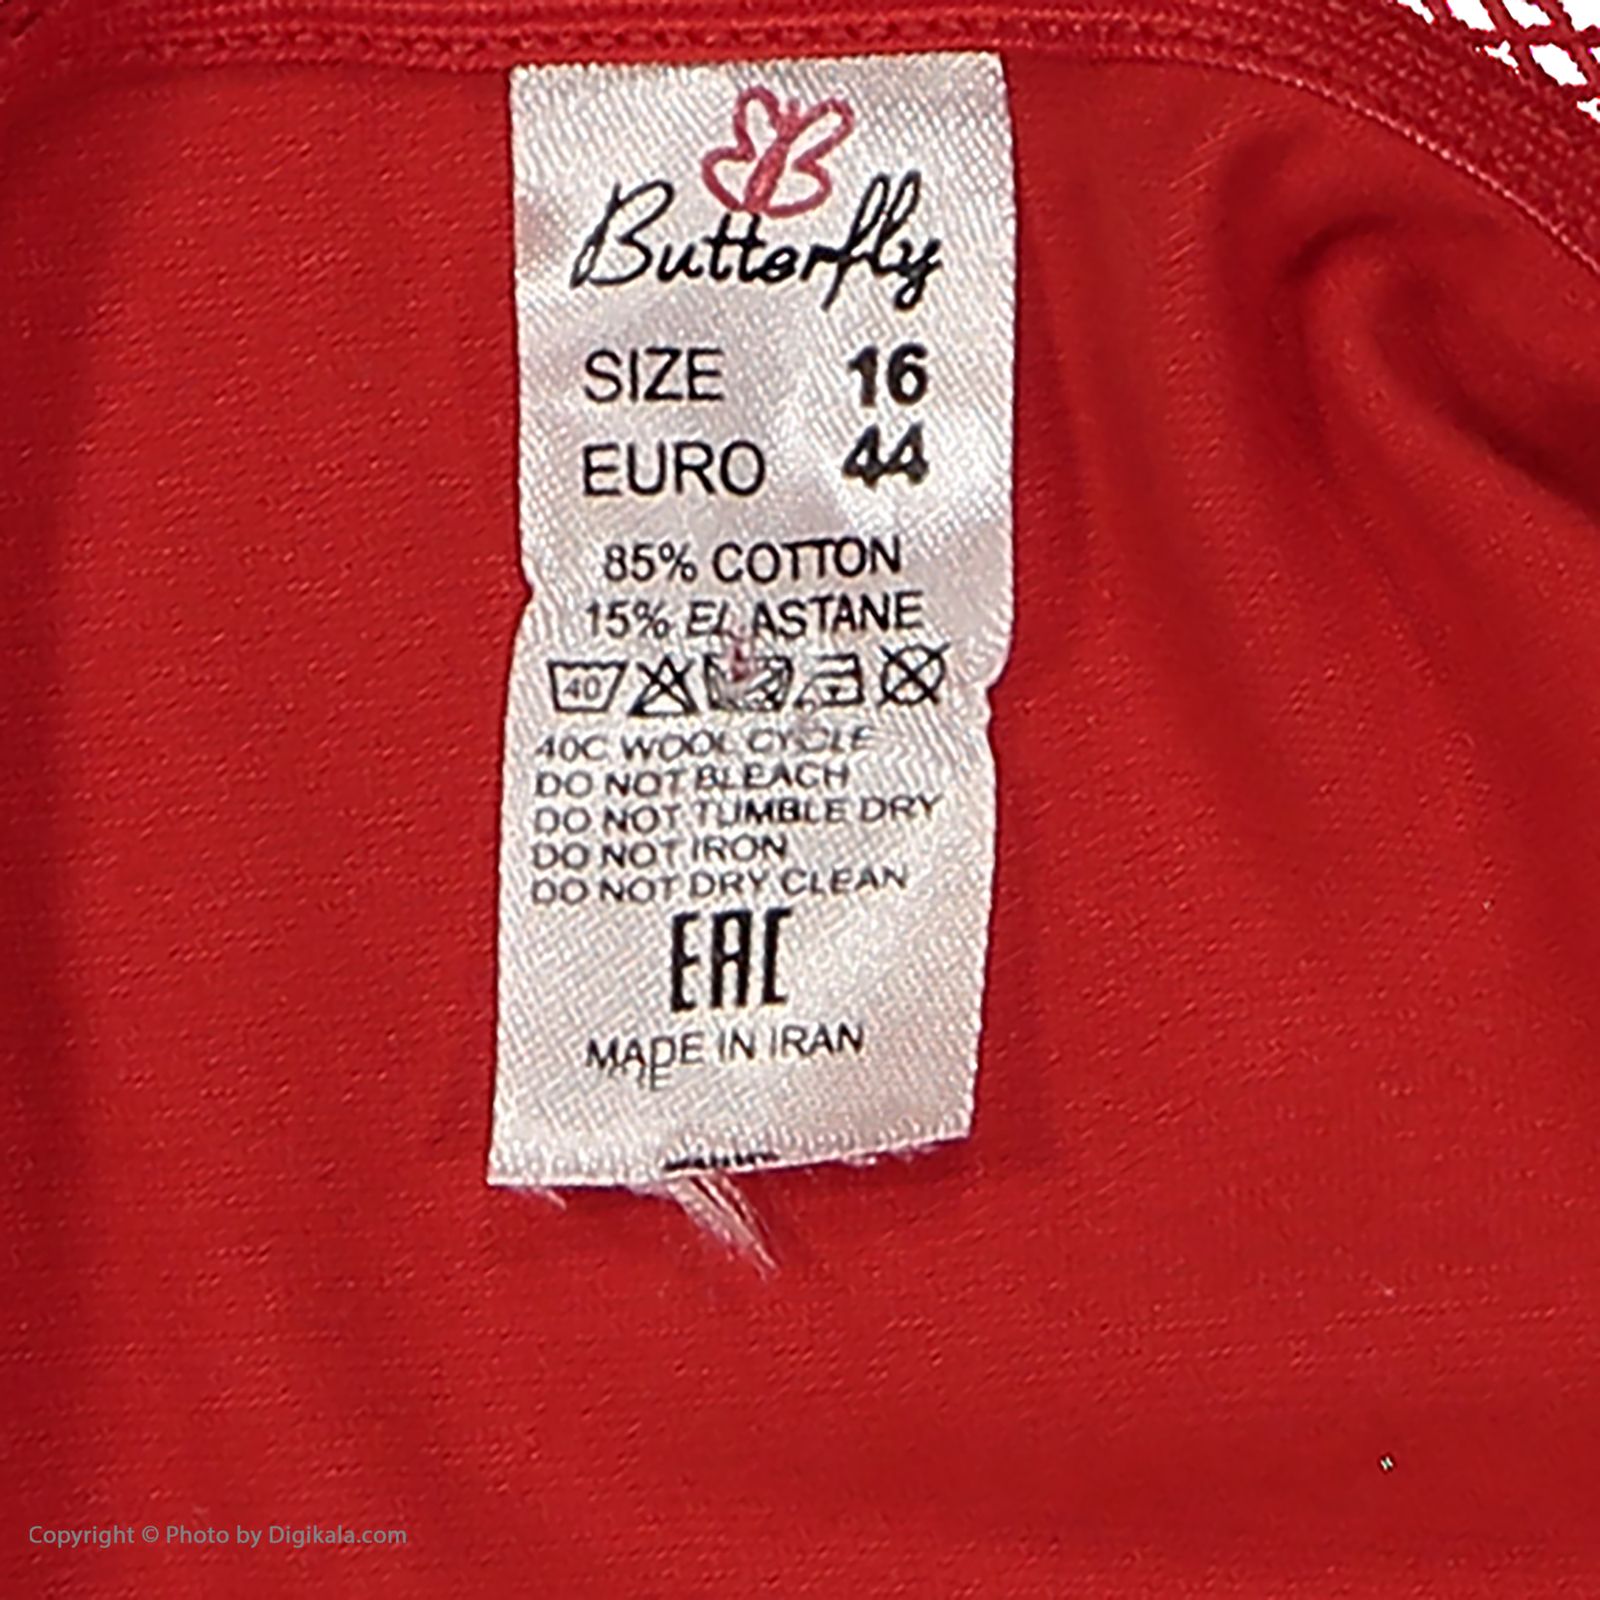 Butterfly
SIZE 16
EURO 44
85% COTTON
15% ELASTANE
40
40C WOOL CYCLE
DO NOT BLEACH
DO NOT TUMBLE DRY
DO NOT IRON
DO NOT DRY CLEAN
EAC
MADE IN IRAN
Copyright © Photo by Digikala.com